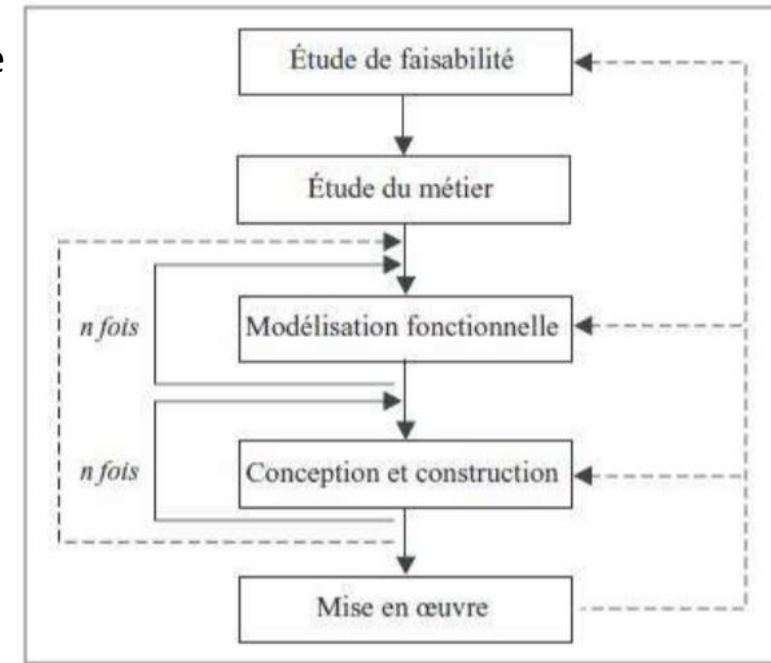 e
Étude de faisabilité
Étude du métier
n fois
Modélisation fonctionnelle
n fois
Conception et construction
Mise en œuvre